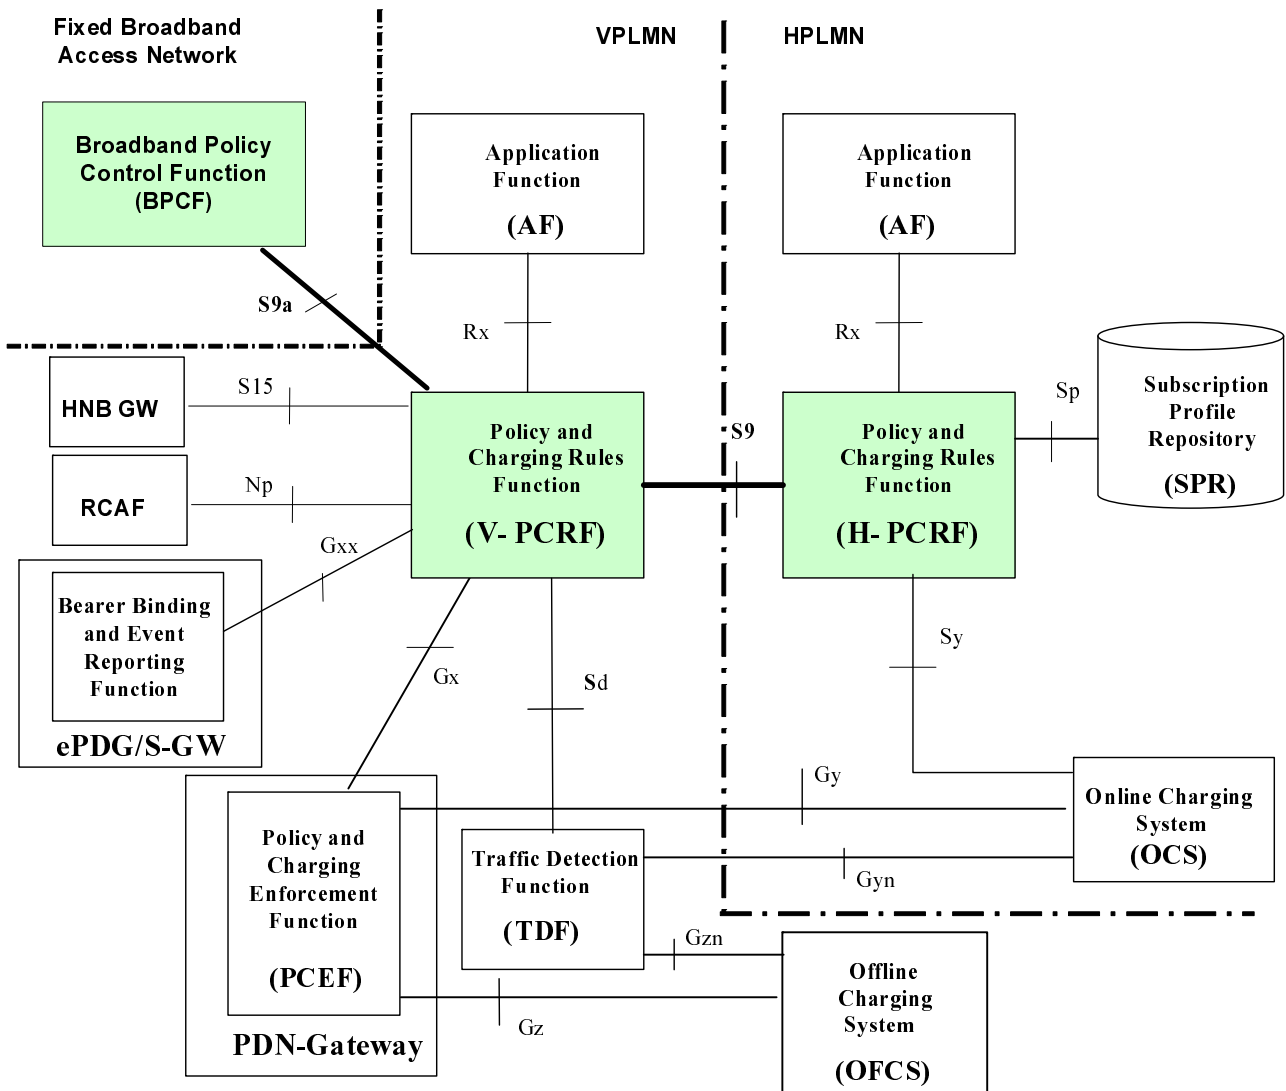 Fixed Broadband
Access Network
VPLMN
HPLMN
Broadband Policy
Control Function
(BPCF)
Application
Function
(AF)
Application
Function
(AF)
S9a
Rx
Rx
HNB GW
S15
Policy and
Charging Rules
Function
(V- PCRF)
S9
Policy and
Charging Rules
Function
(H- PCRF)
Sp
Subscription
Profile
Repository
(SPR)
RCAF
Np
Gxx
Bearer Binding
and Event
Reporting
Function
ePDG/S-GW
Gx
Sd
Sy
Policy and
Charging
Enforcement
Function
(PCEF)
PDN-Gateway
Traffic Detection
Function
(TDF)
Gy
Gyn
Online Charging
System
(OCS)
Gzn
Gz
Offline
Charging
System
(OFCS)